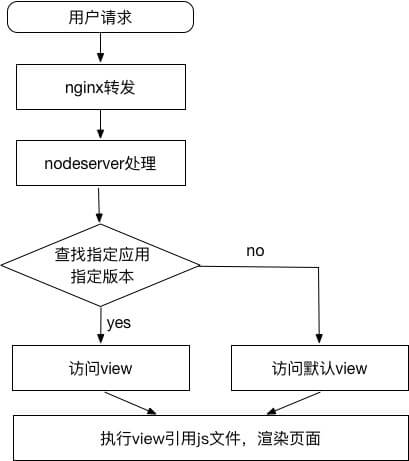 用户请求
nginx转发
nodeserver处理
查找指定应用
指定版本
no
yes
访问view
访问默认view
执行view引用js文件，渲染页面